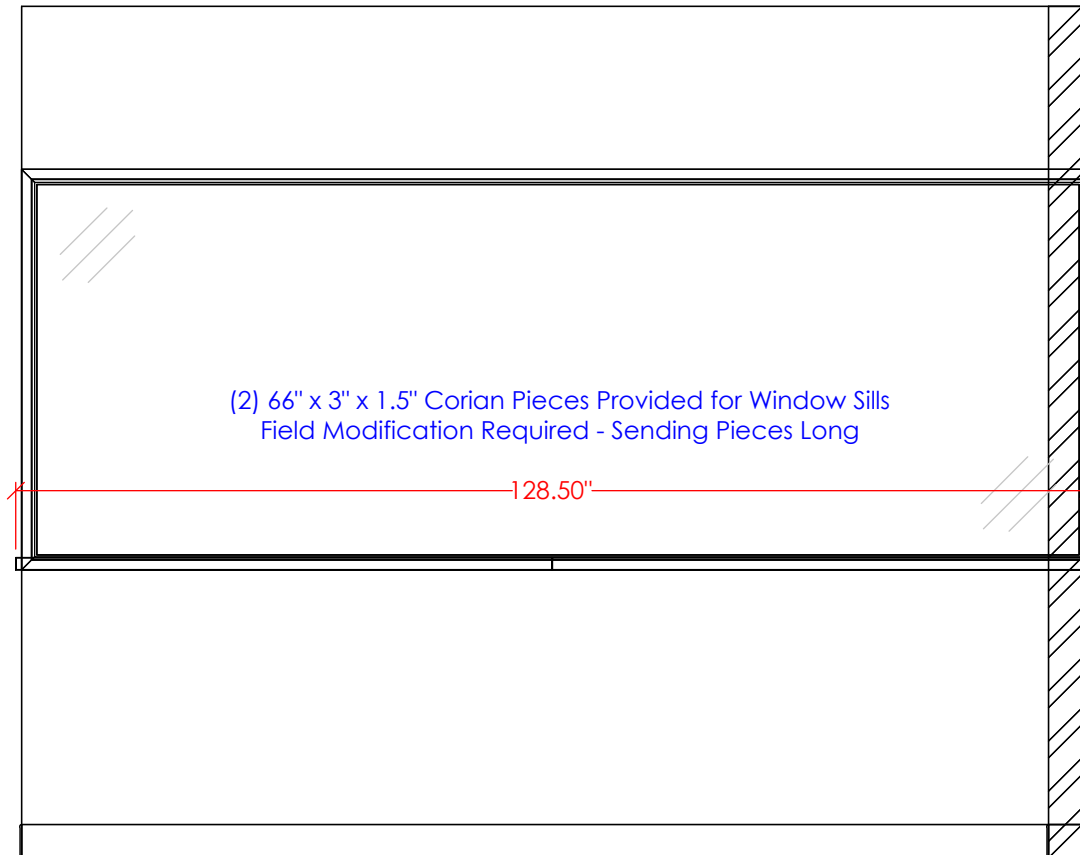 (2) 66" x 3" x 1.5" Corian Pieces Provided for Window Sills
Field Modification Required - Sending Pieces Long
128.50"